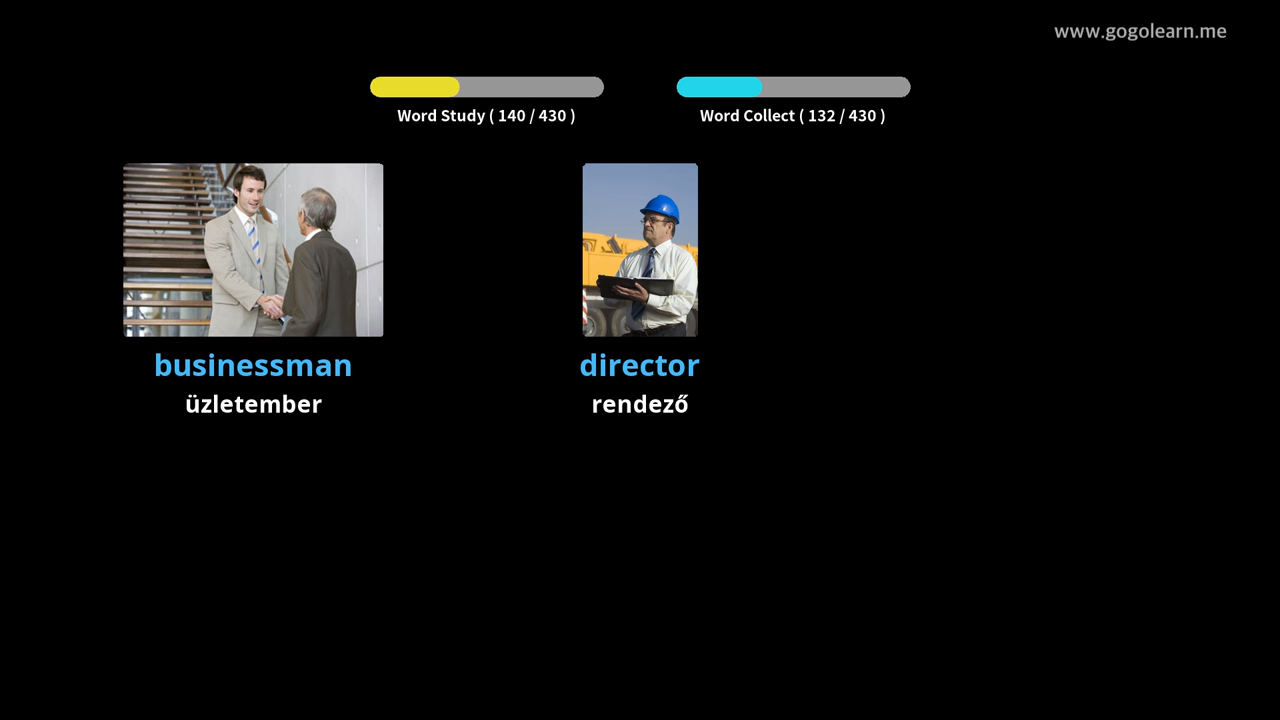 www.gogolearn.me
Word Study ( 140 / 430 )
Word Collect ( 132 / 430 )
businessman
üzletember
director
rendező